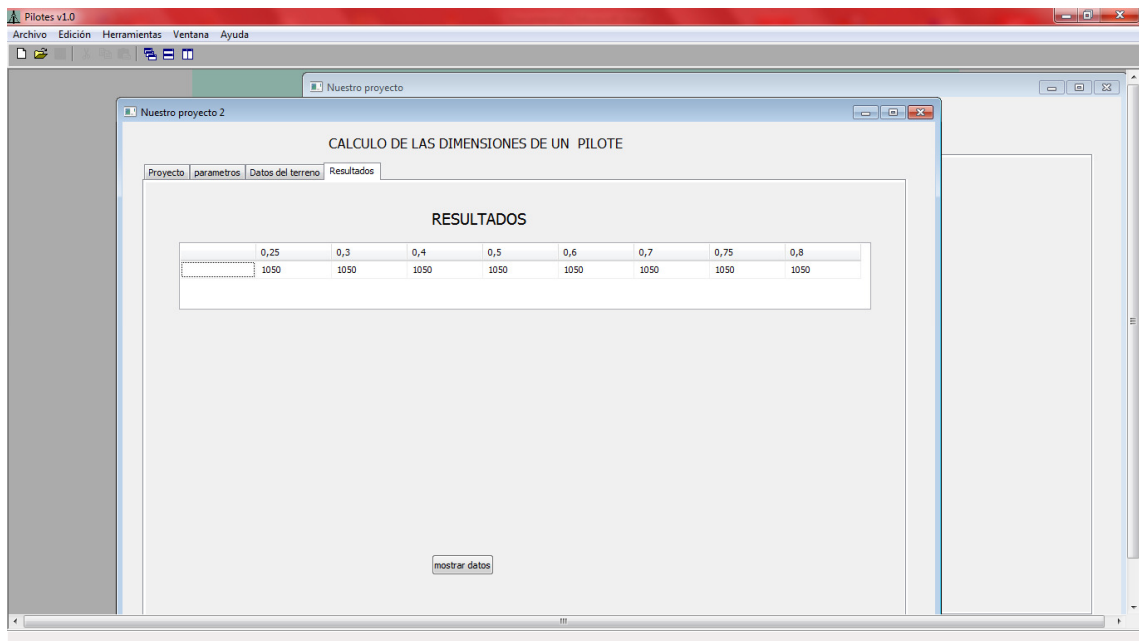 Pilotes v1.0
Archivo Edición Herramientas Ventana Ayuda
Nuestro proyecto
Nuestro proyecto 2
CALCULO DE LAS DIMENSIONES DE UN PILOTE
Proyecto parametros Datos del terreno Resultados
RESULTADOS
0,25 0,3 0,4 0,5 0,6 0,7 0,75 0,8
1050 1050 1050 1050 1050 1050 1050 1050
mostrar datos